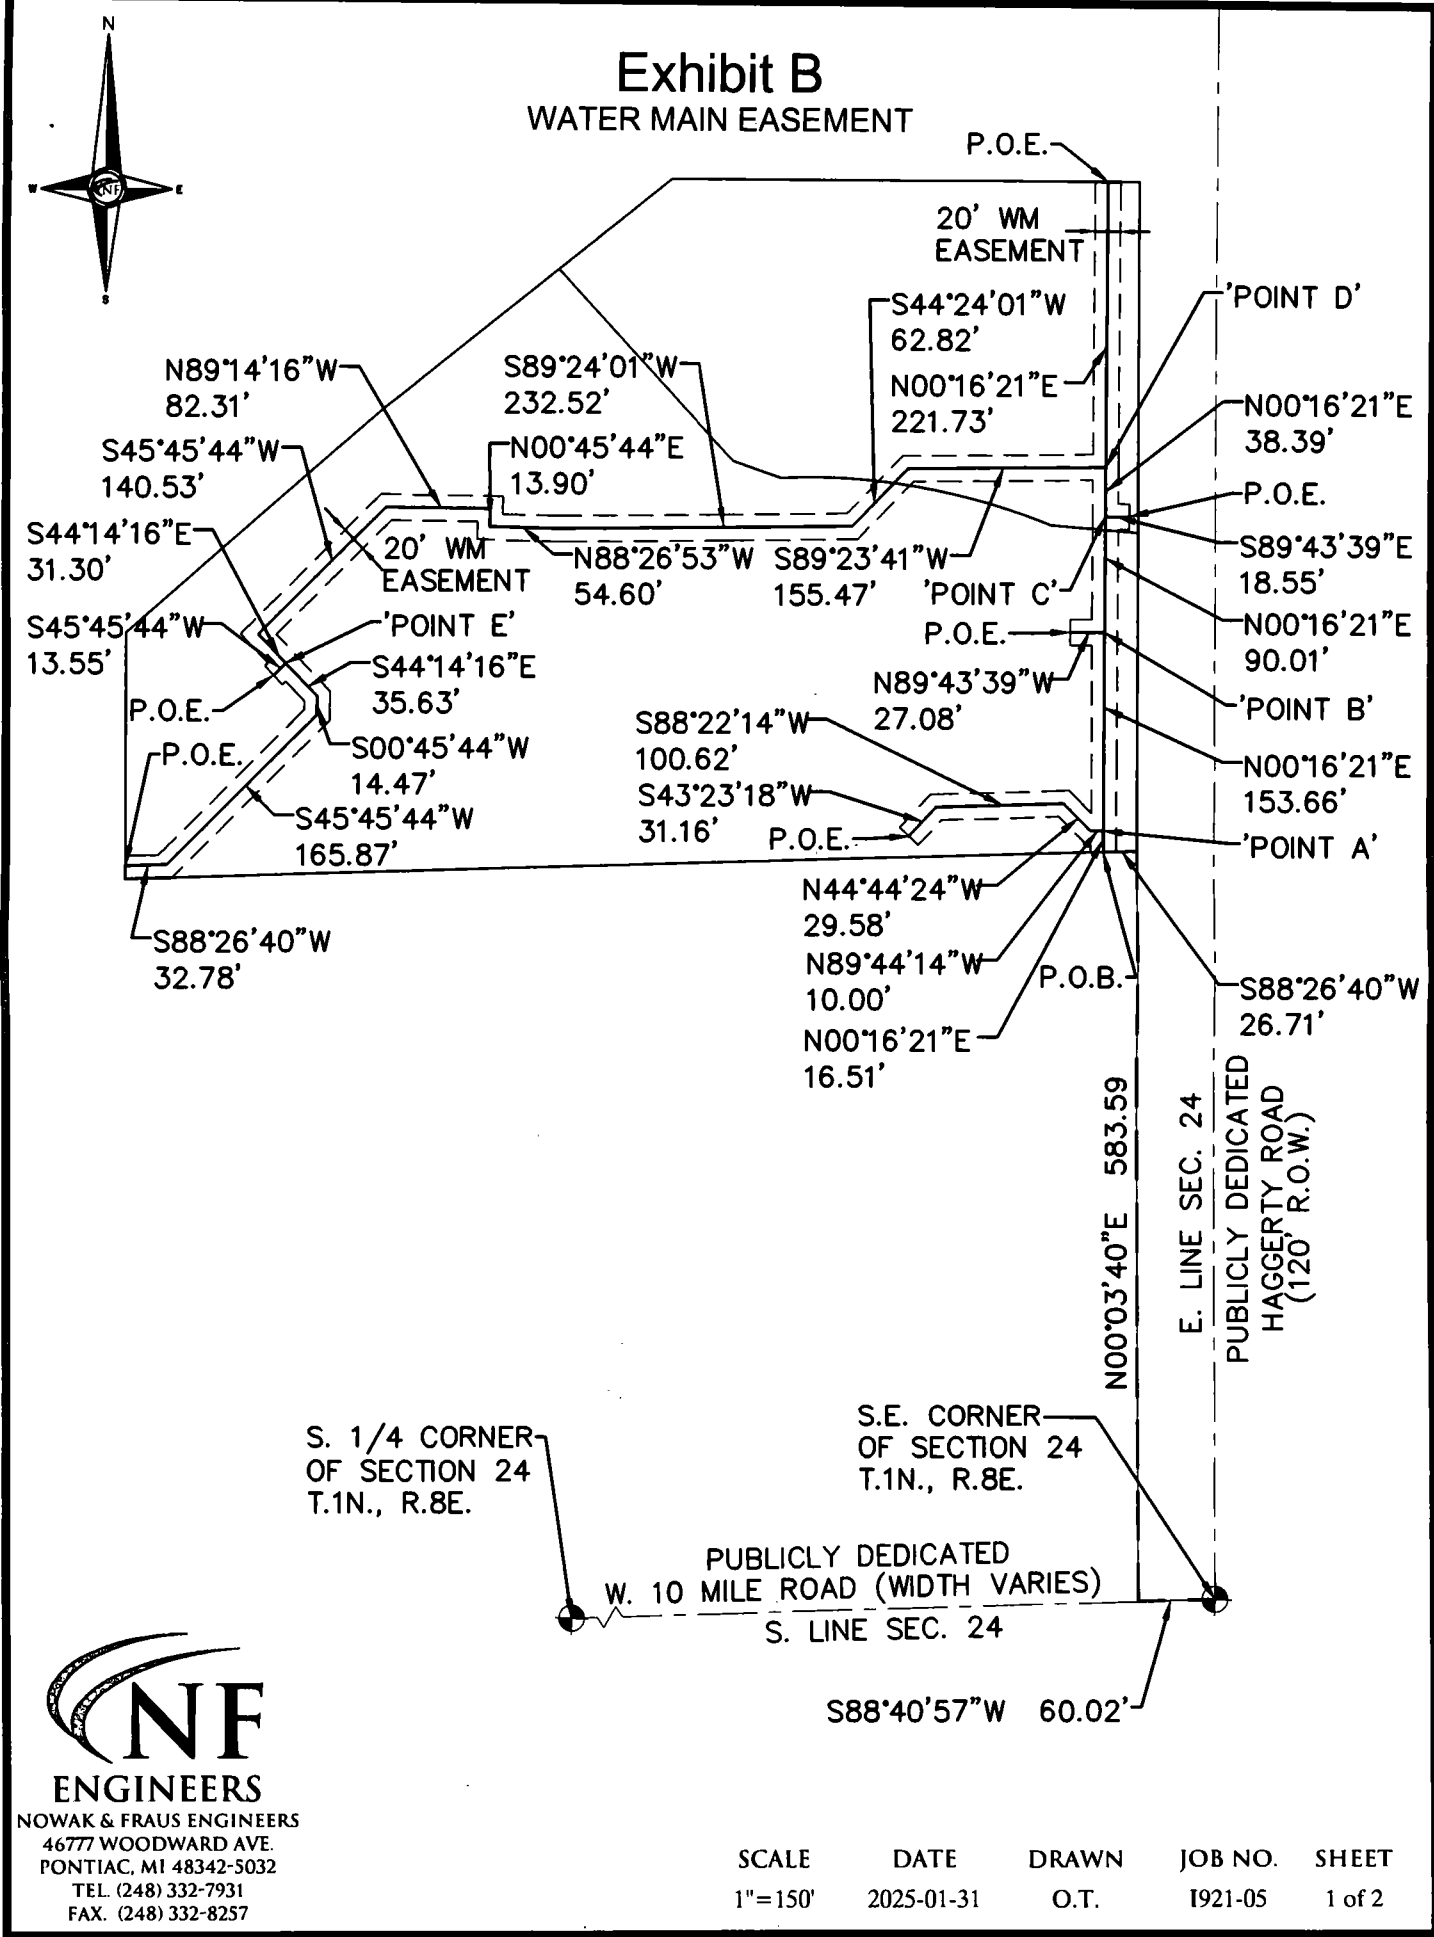 N
W
E
S
NF
Exhibit B
WATER MAIN EASEMENT
P.O.E.
20' WM
EASEMENT
S44°24'01"W
62.82'
'POINT D'
N00°16'21"E
221.73'
N00°16'21"E
38.39'
N89°14'16"W
82.31'
S89°24'01"W
232.52'
S45°45'44"W
140.53'
N00°45'44"E
13.90'
P.O.E.
S44°14'16"E
31.30'
20' WM
EASEMENT
N88°26'53"W
54.60'
S89°23'41"W
155.47'
'POINT C'
S89°43'39"E
18.55'
S45°45'44"W
13.55'
'POINT E'
P.O.E.
N00°16'21"E
90.01'
S44°14'16"E
35.63'
N89°43'39"W
27.08'
P.O.E.
'POINT B'
P.O.E.
S00°45'44"W
14.47'
S88°22'14"W
100.62'
N00°16'21"E
153.66'
S45°45'44"W
165.87'
S43°23'18"W
31.16'
P.O.E.
'POINT A'
N44°44'24"W
29.58'
S88°26'40"W
32.78'
N89°44'14"W
10.00'
P.O.B.
S88°26'40"W
26.71'
N00°16'21"E
16.51'
N00°03'40"E 583.59
E. LINE SEC. 24
PUBLICLY DEDICATED
HAGGERTY ROAD
(120' R.O.W.)
S. 1/4 CORNER
OF SECTION 24
T.1N., R.8E.
S.E. CORNER
OF SECTION 24
T.1N., R.8E.
PUBLICLY DEDICATED
W. 10 MILE ROAD (WIDTH VARIES)
S. LINE SEC. 24
S88°40'57"W 60.02'
NF
ENGINEERS
NOWAK & FRAUS ENGINEERS
46777 WOODWARD AVE.
PONTIAC, MI 48342-5032
TEL. (248) 332-7931
FAX. (248) 332-8257
SCALE DATE DRAWN JOB NO. SHEET
1"=150' 2025-01-31 O.T. I921-05 1 of 2